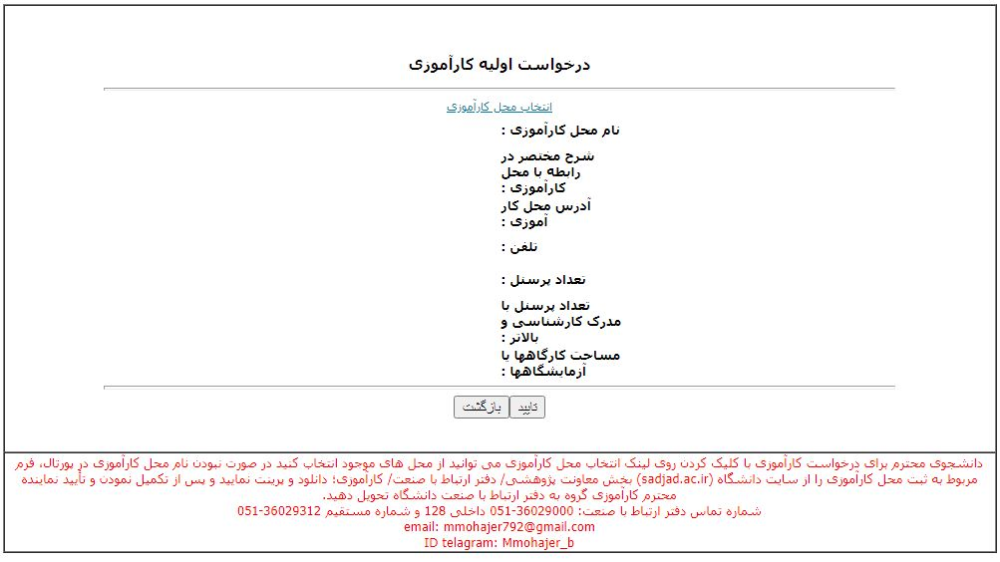 درخواست اولیه کارآموزی
انتخاب محل کارآموزی
نام محل کارآموزی :
شرح مختصر در
رابطه با محل
کارآموزی :
آدرس محل کار
آموزی :
تلفن :
تعداد پرسنل :
تعداد پرسنل با
مدرک کارشناسی و
بالاتر :
مساحت کارگاهها یا
آزمایشگاهها :
تایید بازگشت
دانشجوی محترم برای درخواست کارآموزی با کلیک کردن روی لینک انتخاب محل کارآموزی می توانید از محل های موجود انتخاب کنید در صورت نبودن نام محل کارآموزی در پورتال، فرم
مربوط به ثبت محل کارآموزی را از سایت دانشگاه (sadjad.ac.ir) بخش معاونت پژوهشی/ دفتر ارتباط با صنعت/ کارآموزی؛ دانلود و پرینت نمایید و پس از تکمیل نمودن و تأیید نماینده
محترم کارآموزی گروه به دفتر ارتباط با صنعت دانشگاه تحویل دهید.
شماره تماس دفتر ارتباط با صنعت: 36029000-051 داخلی 128 و شماره مستقیم 36029312-051
email: mmohajer792@gmail.com
ID telagram: Mmohajer_b